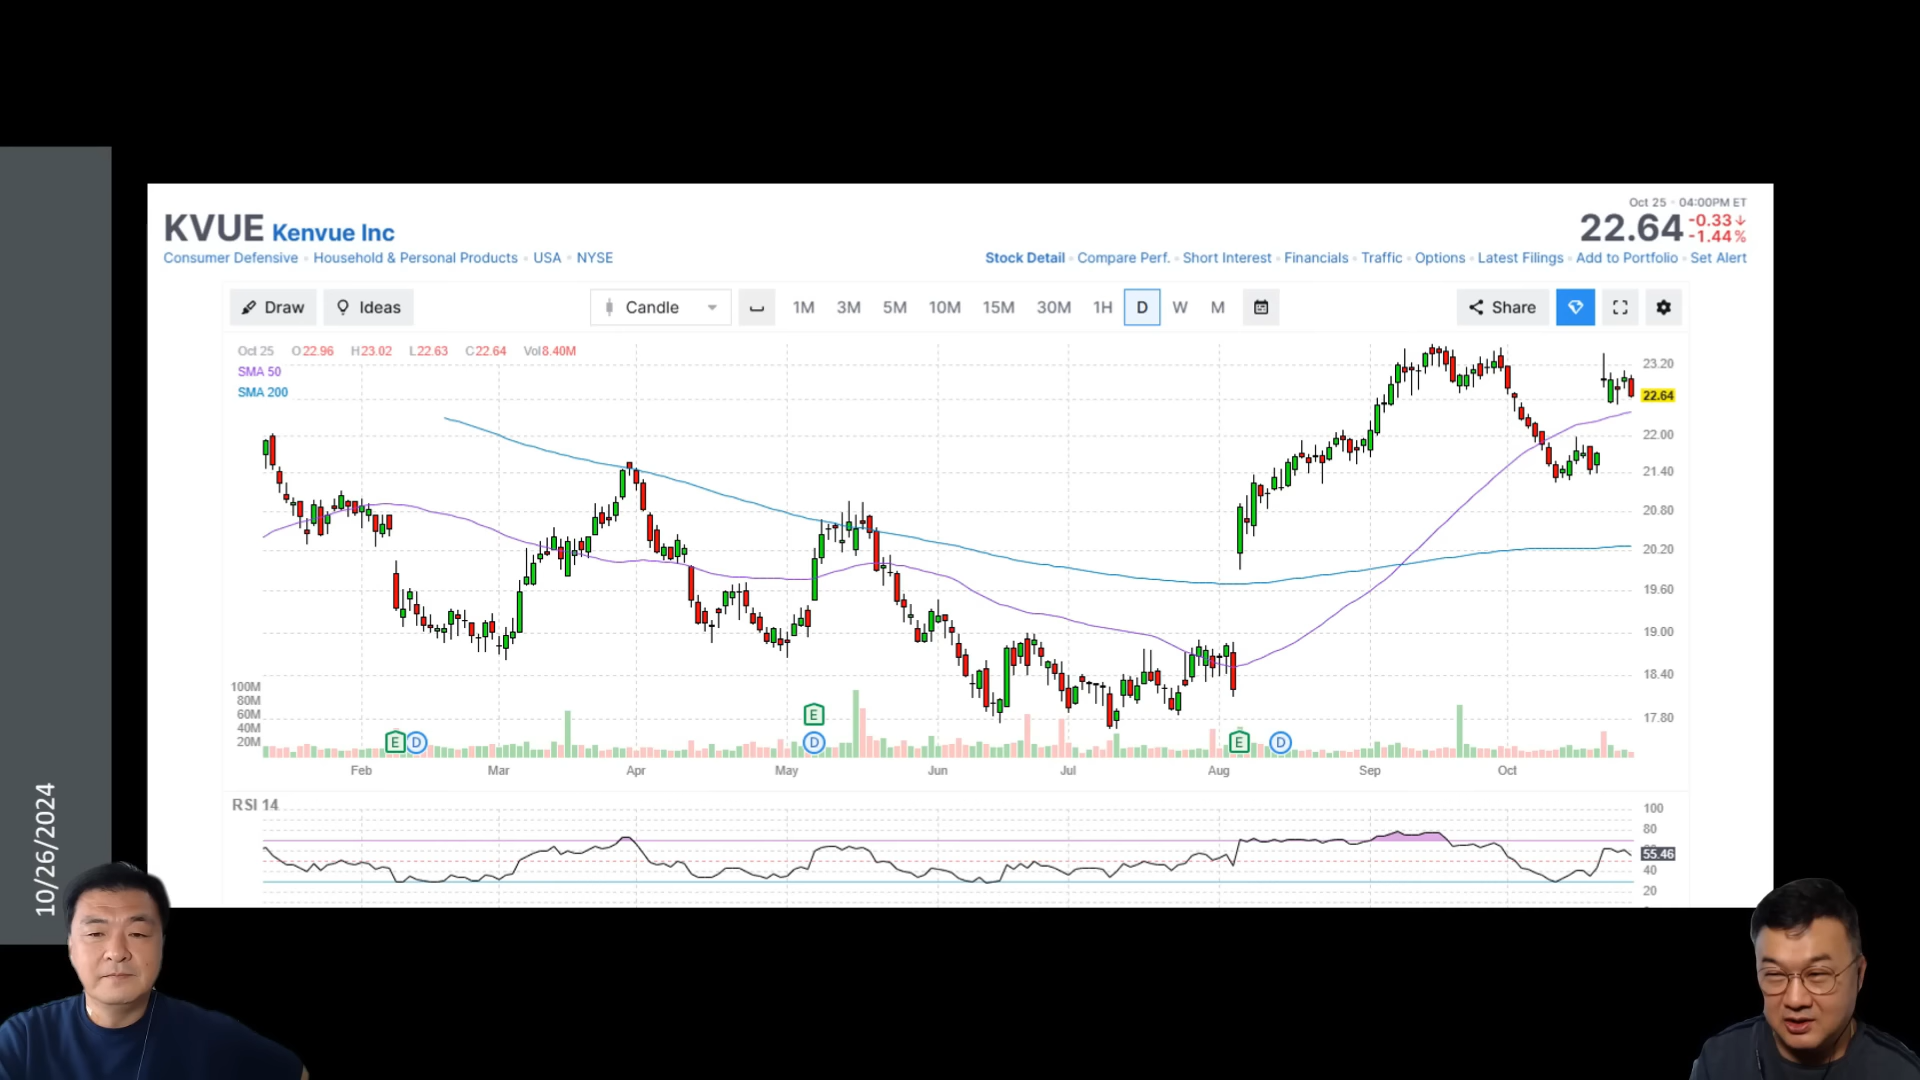 Oct 25 · 04:00PM ET
KVUE Kenvue Inc
22.64 -0.33↓ -1.44%
Consumer Defensive • Household & Personal Products • USA • NYSE
Stock Detail • Compare Perf. • Short Interest • Financials • Traffic • Options • Latest Filings • Add to Portfolio • Set Alert
Draw Ideas Candle 1M 3M 5M 10M 15M 30M 1H D W M Share
Oct 25 O22.96 H23.02 L22.63 C22.64 Vol8.40M
SMA 50
SMA 200
23.20
22.64
22.00
21.40
20.80
20.20
19.60
19.00
18.40
17.80
100M
80M
60M
40M
20M
E D E D E D
Feb Mar Apr May Jun Jul Aug Sep Oct
RSI 14
100
80
55.46
40
20
10/26/2024